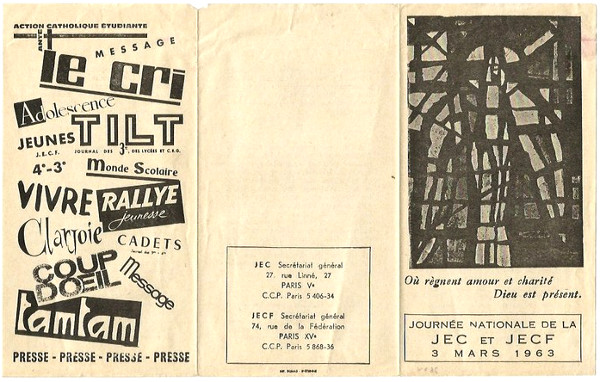 ACTION CATHOLIQUE ÉTUDIANTE
MESSAGE
le cri
Adolescence
JEUNES
J.E.C.F.
TILT
JOURNAL DES 3e, DES LYCÉES ET C.E.G.
4e-3e
Monde Scolaire
VIVRE
RALLYE
jeunesse
Clarjoie
CADETS
COUP
D'OEIL
Message
tamtam
PRESSE - PRESSE - PRESSE - PRESSE
JEC Secrétariat général
27, rue Linné, 27
PARIS Ve
C.C.P. Paris 5 406-34
JECF Secrétariat général
74, rue de la Fédération
PARIS XVe
C.C.P. Paris 5 868-36
Où règnent amour et charité
Dieu est présent.
JOURNÉE NATIONALE DE LA
JEC ET JECF
3 MARS 1963